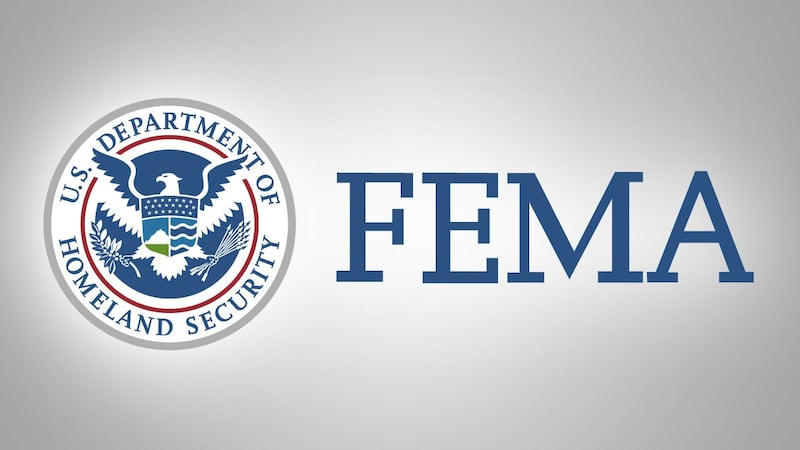 U.S. DEPARTMENT OF
HOMELAND SECURITY
FEMA